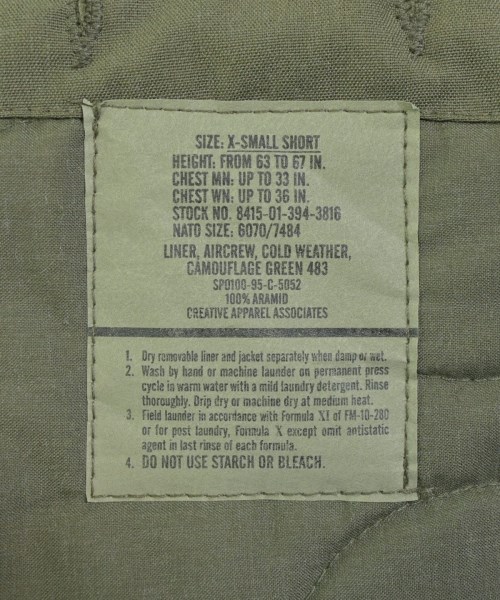 SIZE: X-SMALL SHORT
HEIGHT: FROM 63 TO 67 IN.
CHEST MN: UP TO 33 IN.
CHEST WN: UP TO 36 IN.
STOCK NO. 8415-01-394-3816
NATO SIZE: 6070/7484
LINER, AIRCREW, COLD WEATHER,
CAMOUFLAGE GREEN 483
SP0100-95-C-5052
100% ARAMID
CREATIVE APPAREL ASSOCIATES
1. Dry removable liner and jacket separately when damp or wet.
2. Wash by hand or machine launder on permanent press
cycle in warm water with a mild laundry detergent. Rinse
thoroughly. Drip dry or machine dry at medium heat.
3. Field launder in accordance with Formula XI of FM-10-280
or for post laundry, Formula X except omit antistatic
agent in last rinse of each formula.
4. DO NOT USE STARCH OR BLEACH.